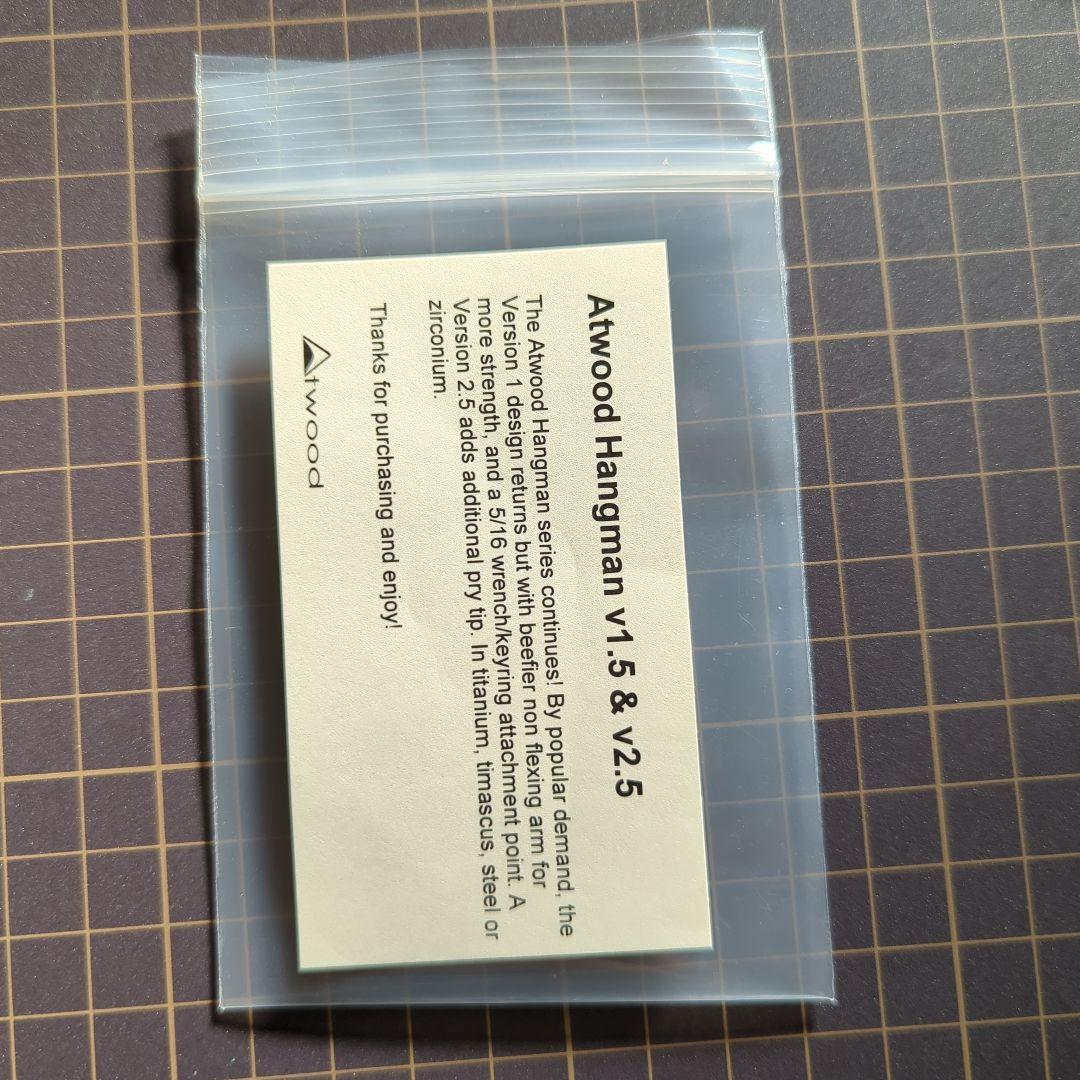 Atwood Hangman v1.5 & v2.5
The Atwood Hangman series continues! By popular demand, the
Version 1 design returns but with beefier non flexing arm for
more strength, and a 5/16 wrench/keyring attachment point. A
Version 2.5 adds additional pry tip. In titanium, timascus, steel or
zirconium.
Thanks for purchasing and enjoy!
Atwood